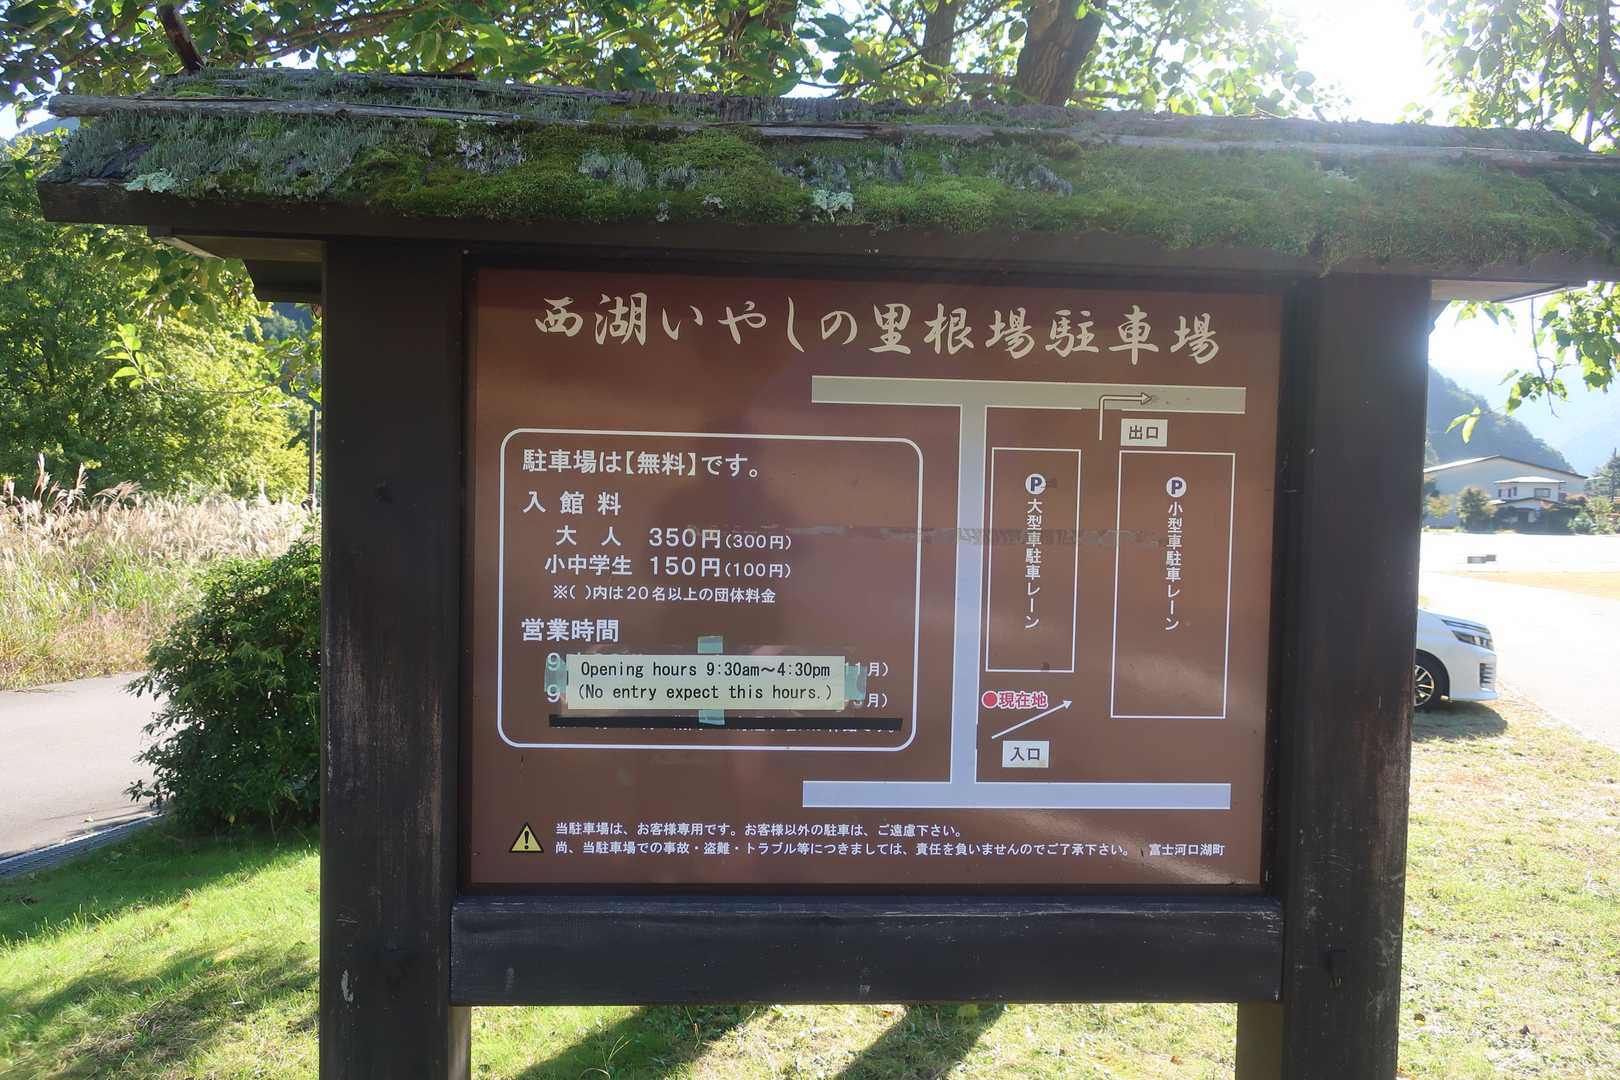 西湖いやしの里根場駐車場
駐車場は【無料】です。
入館料
大人 350円(300円)
小中学生 150円(100円)
※( )内は20名以上の団体料金
営業時間
9
月)
Opening hours 9:30am〜4:30pm
(No entry expect this hours.)
9
月)
出口
P大型車駐車レーン
P小型車駐車レーン
●現在地
入口
当駐車場は、お客様専用です。お客様以外の駐車は、ご遠慮下さい。
尚、当駐車場での事故・盗難・トラブル等につきましては、責任を負いませんのでご了承下さい。 富士河口湖町